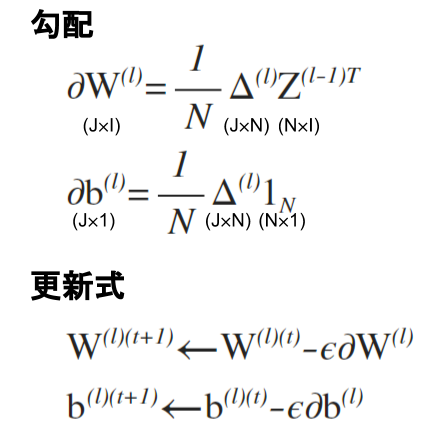 勾配
∂W⁽ˡ⁾= 1/N Δ⁽ˡ⁾Z⁽ˡ⁻¹⁾ᵀ
(J×I) (J×N) (N×I)
∂b⁽ˡ⁾= 1/N Δ⁽ˡ⁾1_N
(J×1) (J×N) (N×1)
更新式
W⁽ˡ⁾⁽ᵗ⁺¹⁾←W⁽ˡ⁾⁽ᵗ⁾-ϵ∂W⁽ˡ⁾
b⁽ˡ⁾⁽ᵗ⁺¹⁾←b⁽ˡ⁾⁽ᵗ⁾-ϵ∂b⁽ˡ⁾